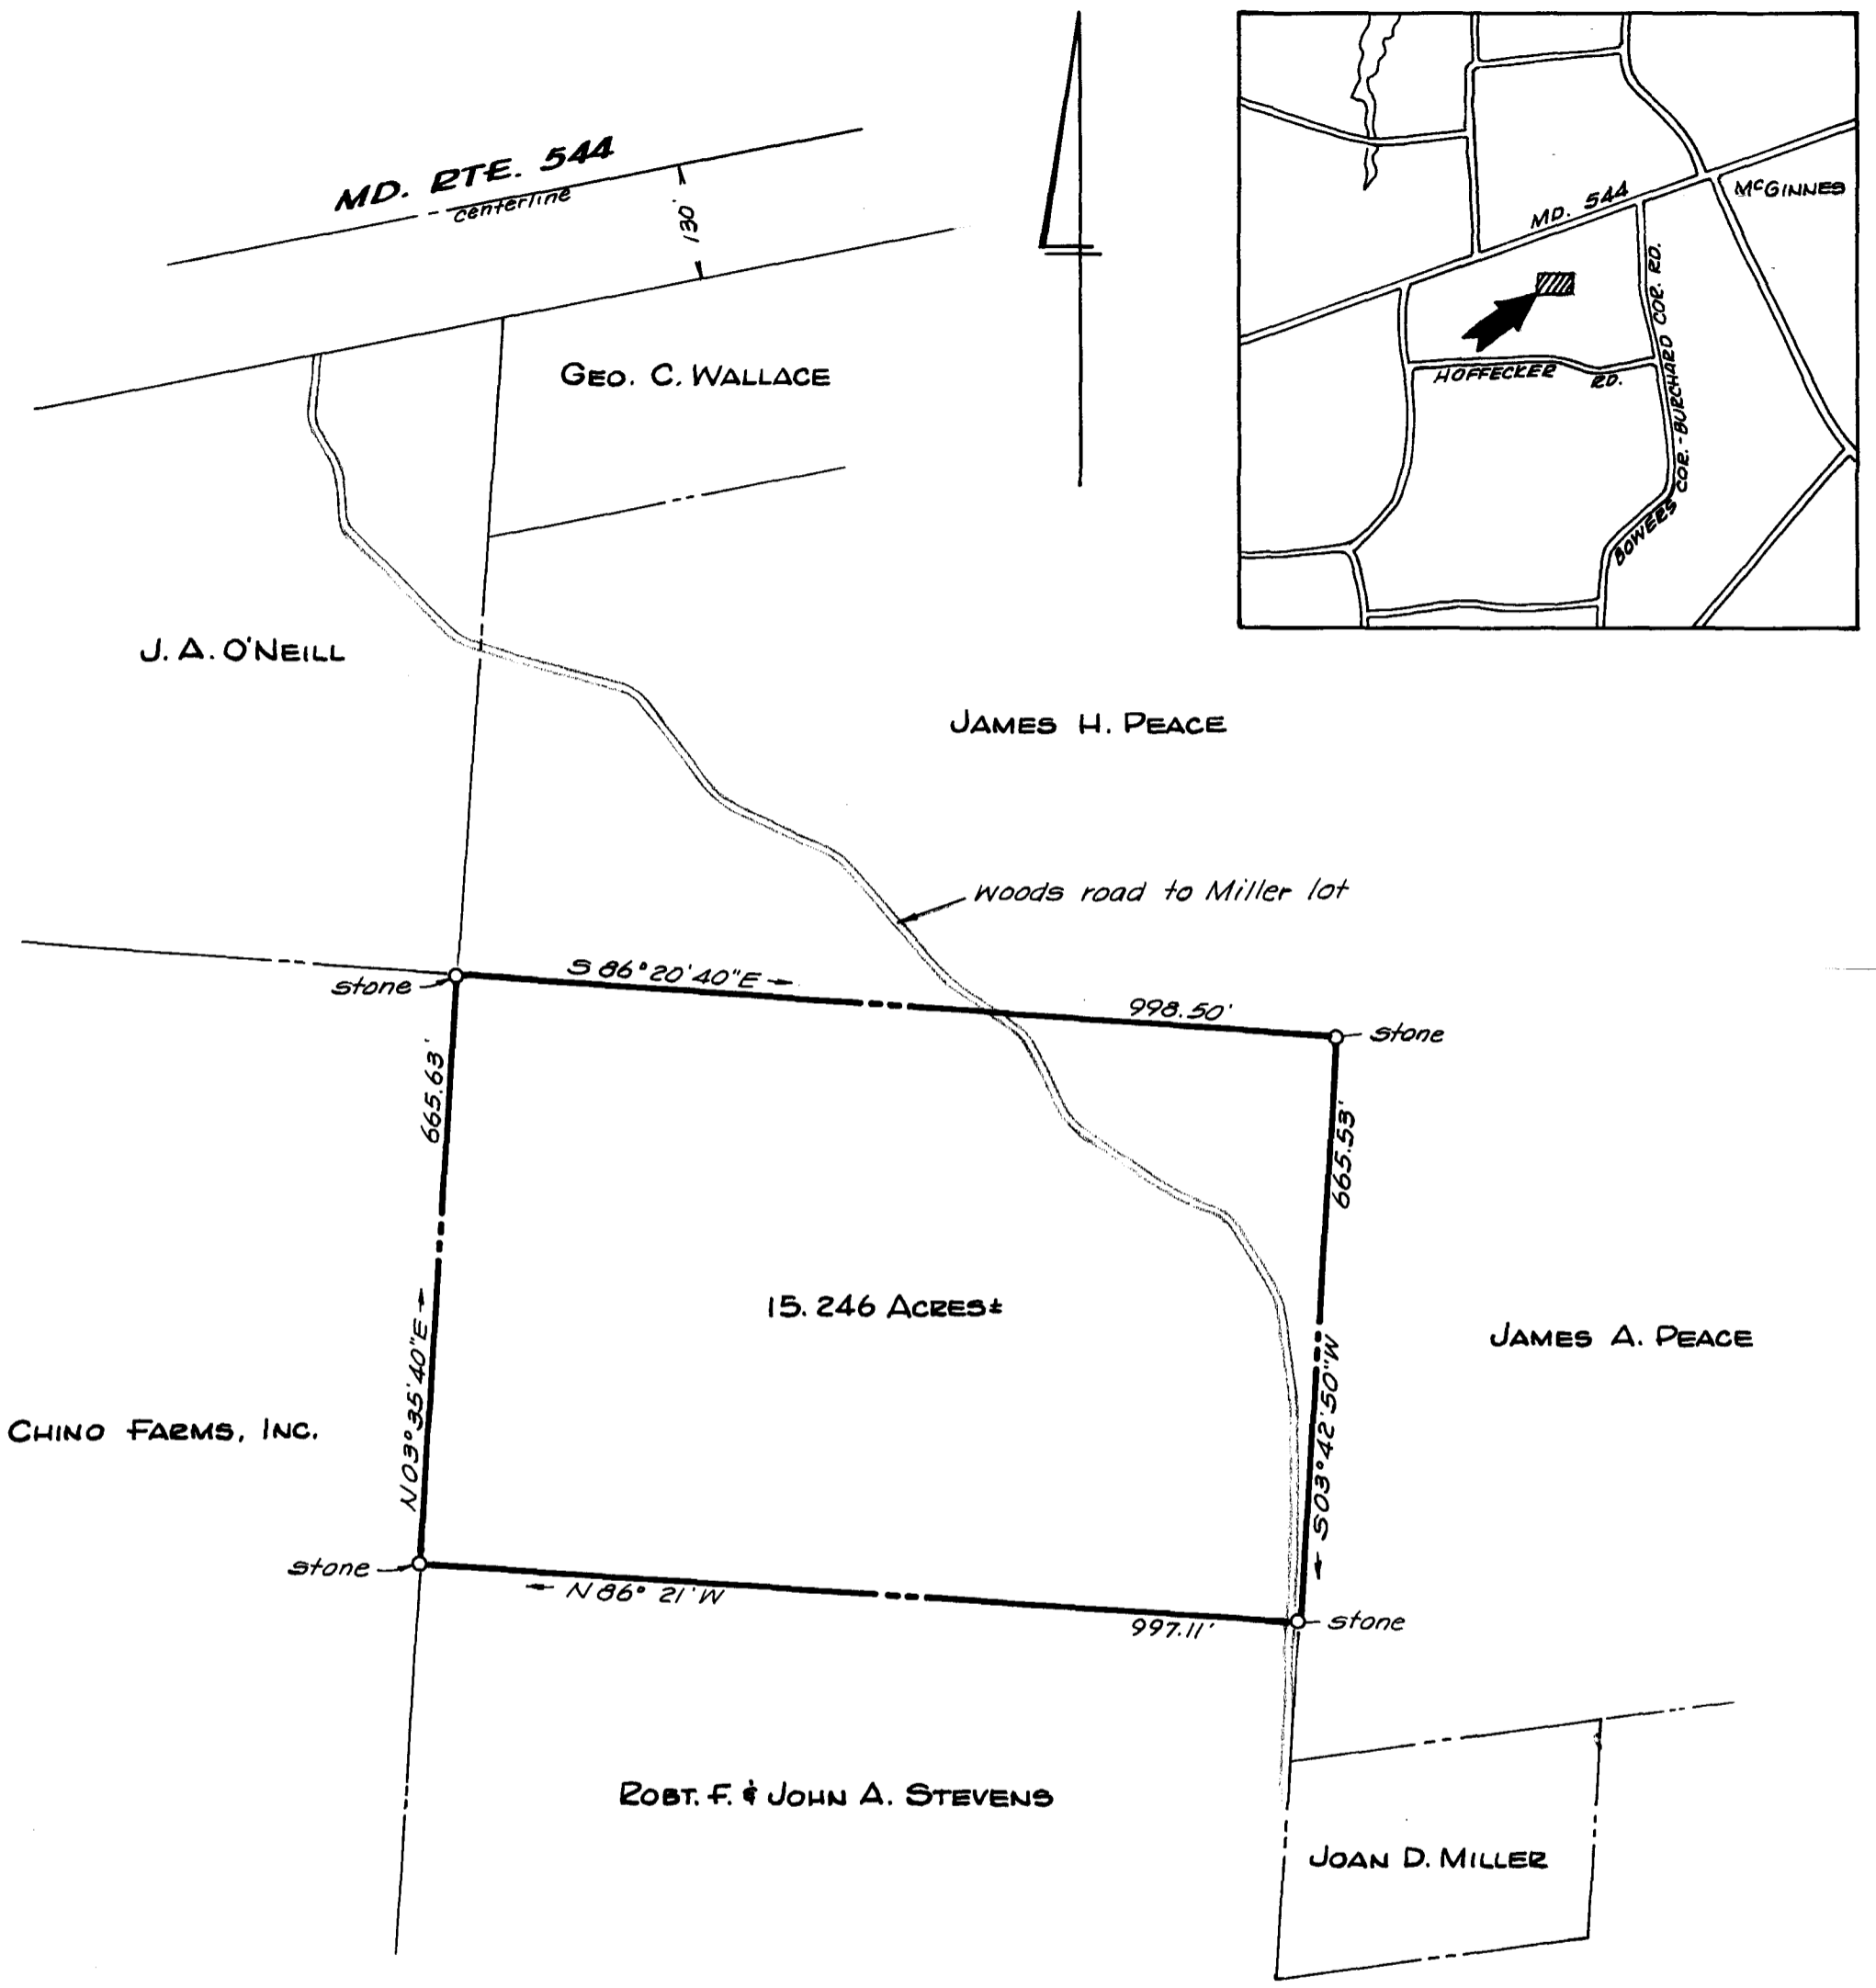 MD. RTE. 544
centerline
130'
GEO. C. WALLACE
MD. 544
McGINNES
HOFFECKER RD.
BOWERS COR. - BURCHARD COR. RD.
J. A. O'NEILL
JAMES H. PEACE
Woods road to Miller lot
stone
S 86° 20' 40" E
998.50'
stone
665.63'
N 03° 35' 40" E
665.53'
S 03° 42' 50" W
15.246 ACRES±
JAMES A. PEACE
CHINO FARMS, INC.
stone
N 86° 21' W
997.11'
stone
ROBT. F. & JOHN A. STEVENS
JOAN D. MILLER